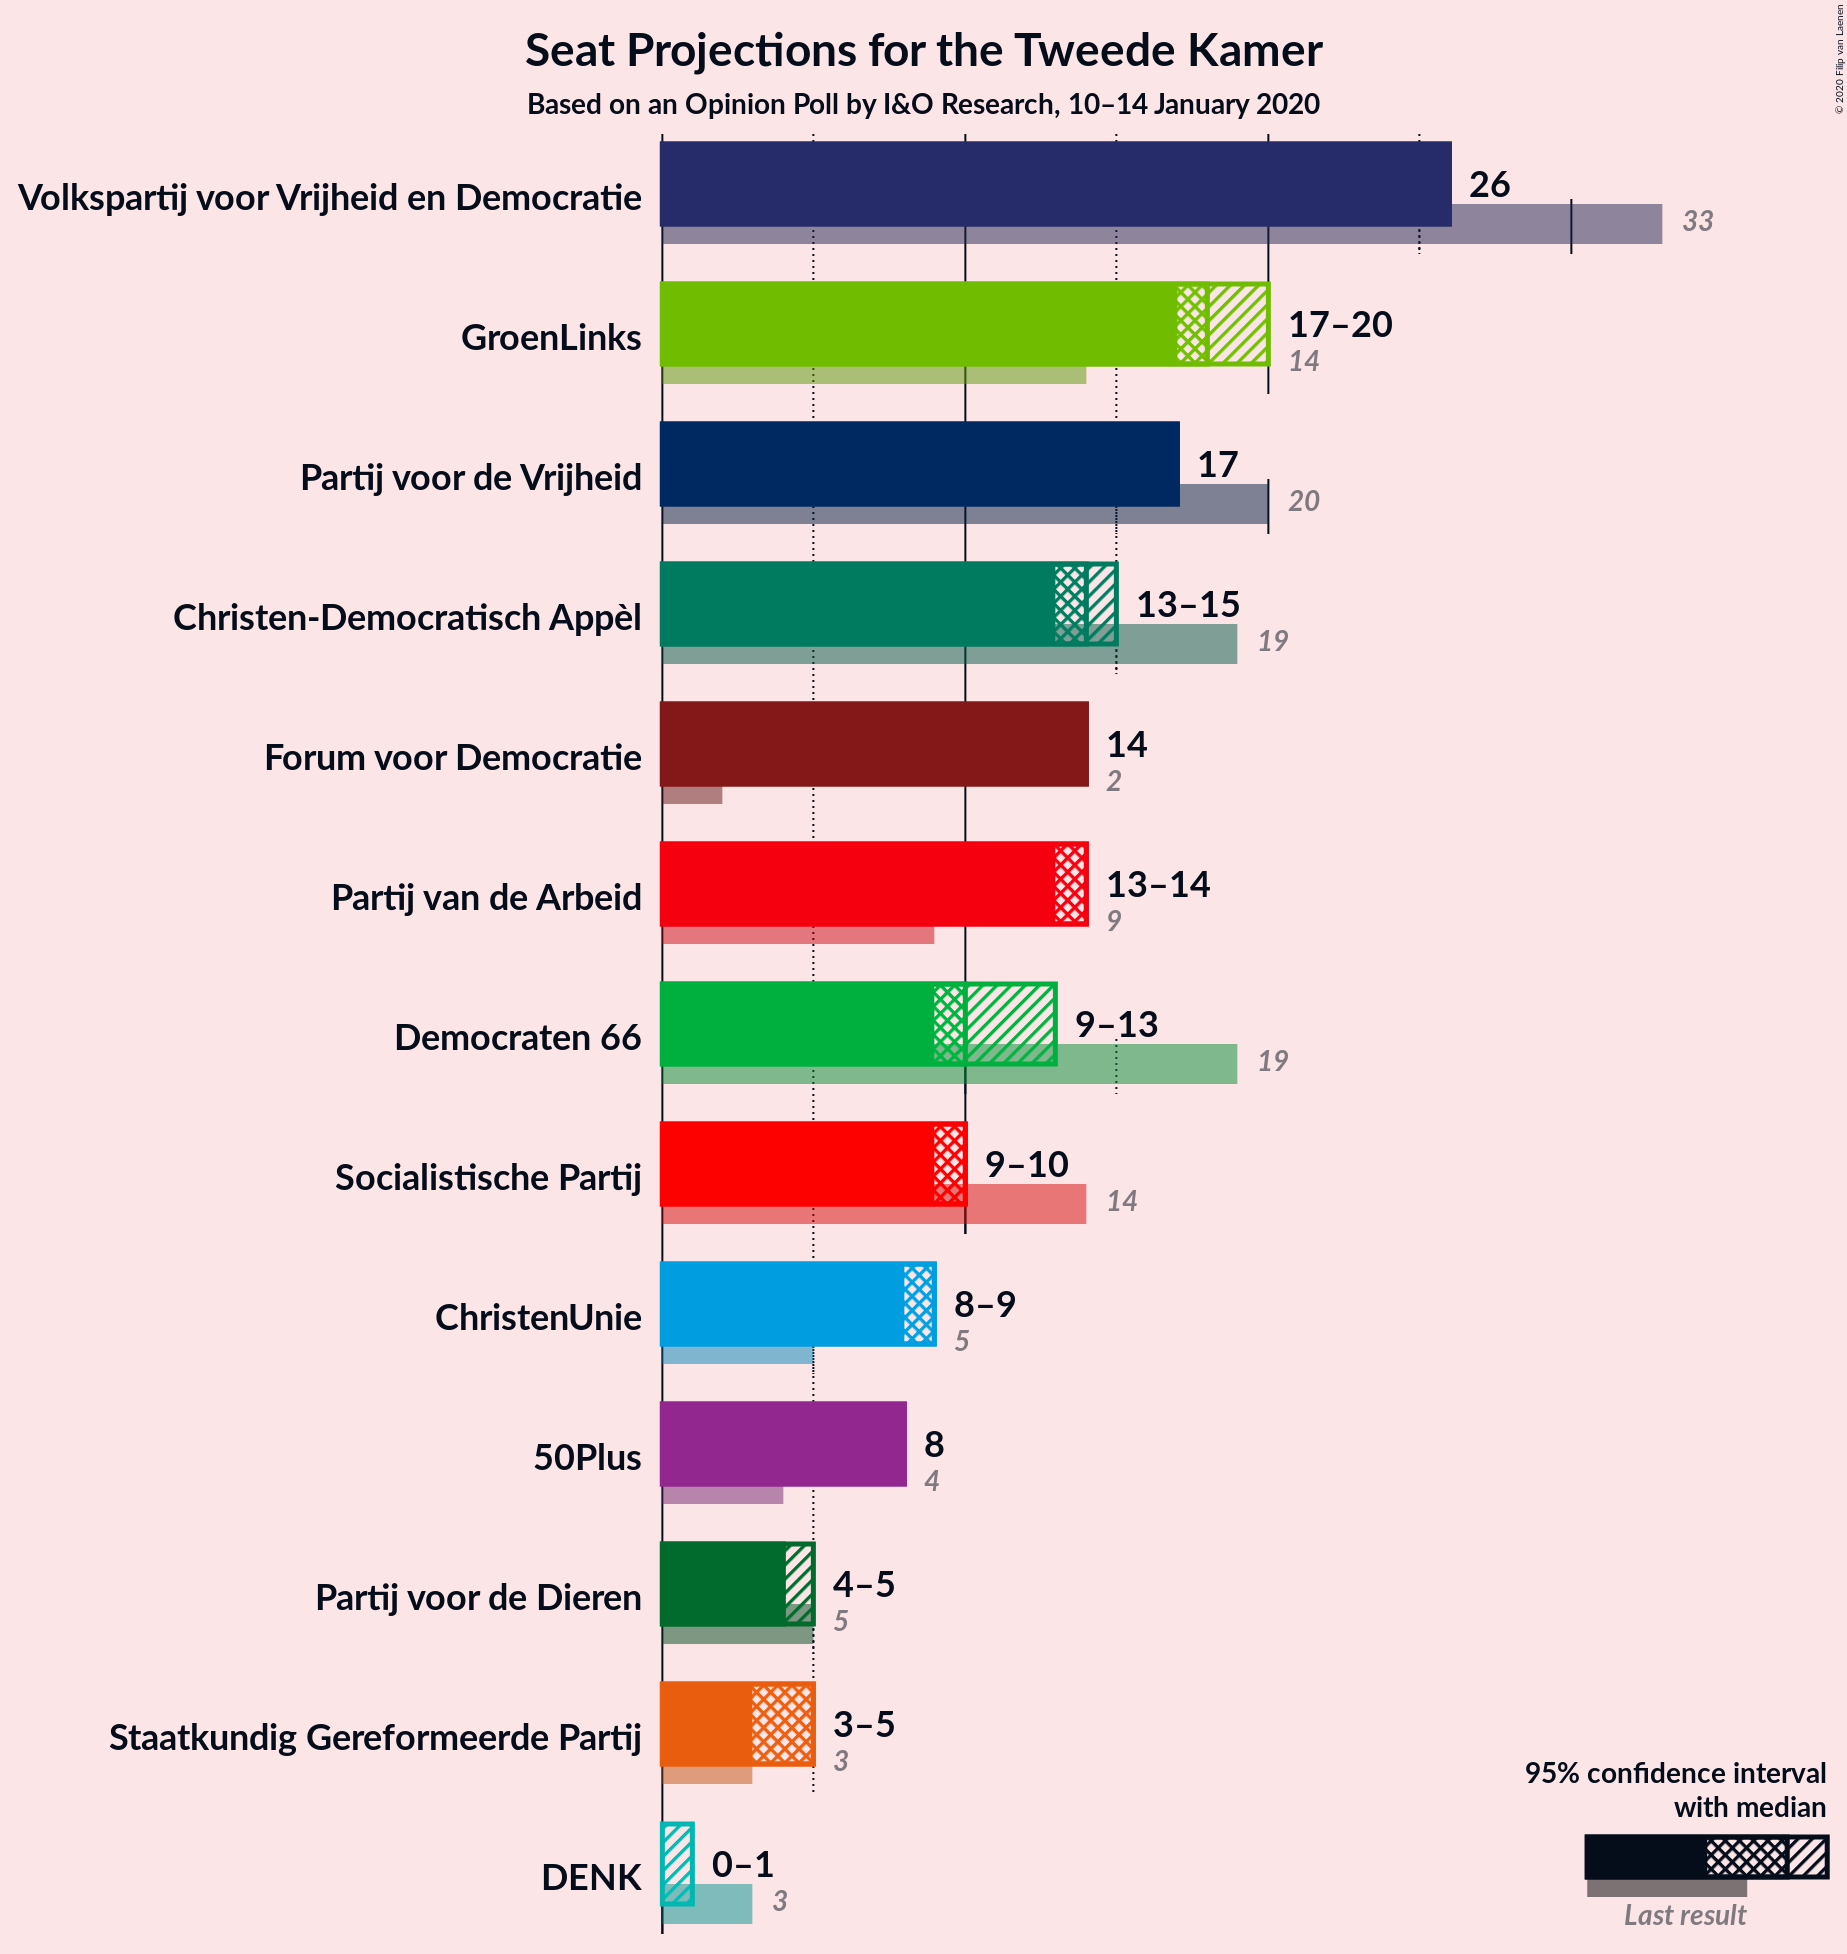 Seat Projections for the Tweede Kamer
Based on an Opinion Poll by I&O Research, 10–14 January 2020
© 2020 Filip van Laenen
Volkspartij voor Vrijheid en Democratie
26
33
GroenLinks
17–20
14
Partij voor de Vrijheid
17
20
Christen-Democratisch Appèl
13–15
19
Forum voor Democratie
14
2
Partij van de Arbeid
13–14
9
Democraten 66
9–13
19
Socialistische Partij
9–10
14
ChristenUnie
8–9
5
50Plus
8
4
Partij voor de Dieren
4–5
5
Staatkundig Gereformeerde Partij
3–5
3
DENK
0–1
3
95% confidence interval
with median
Last result